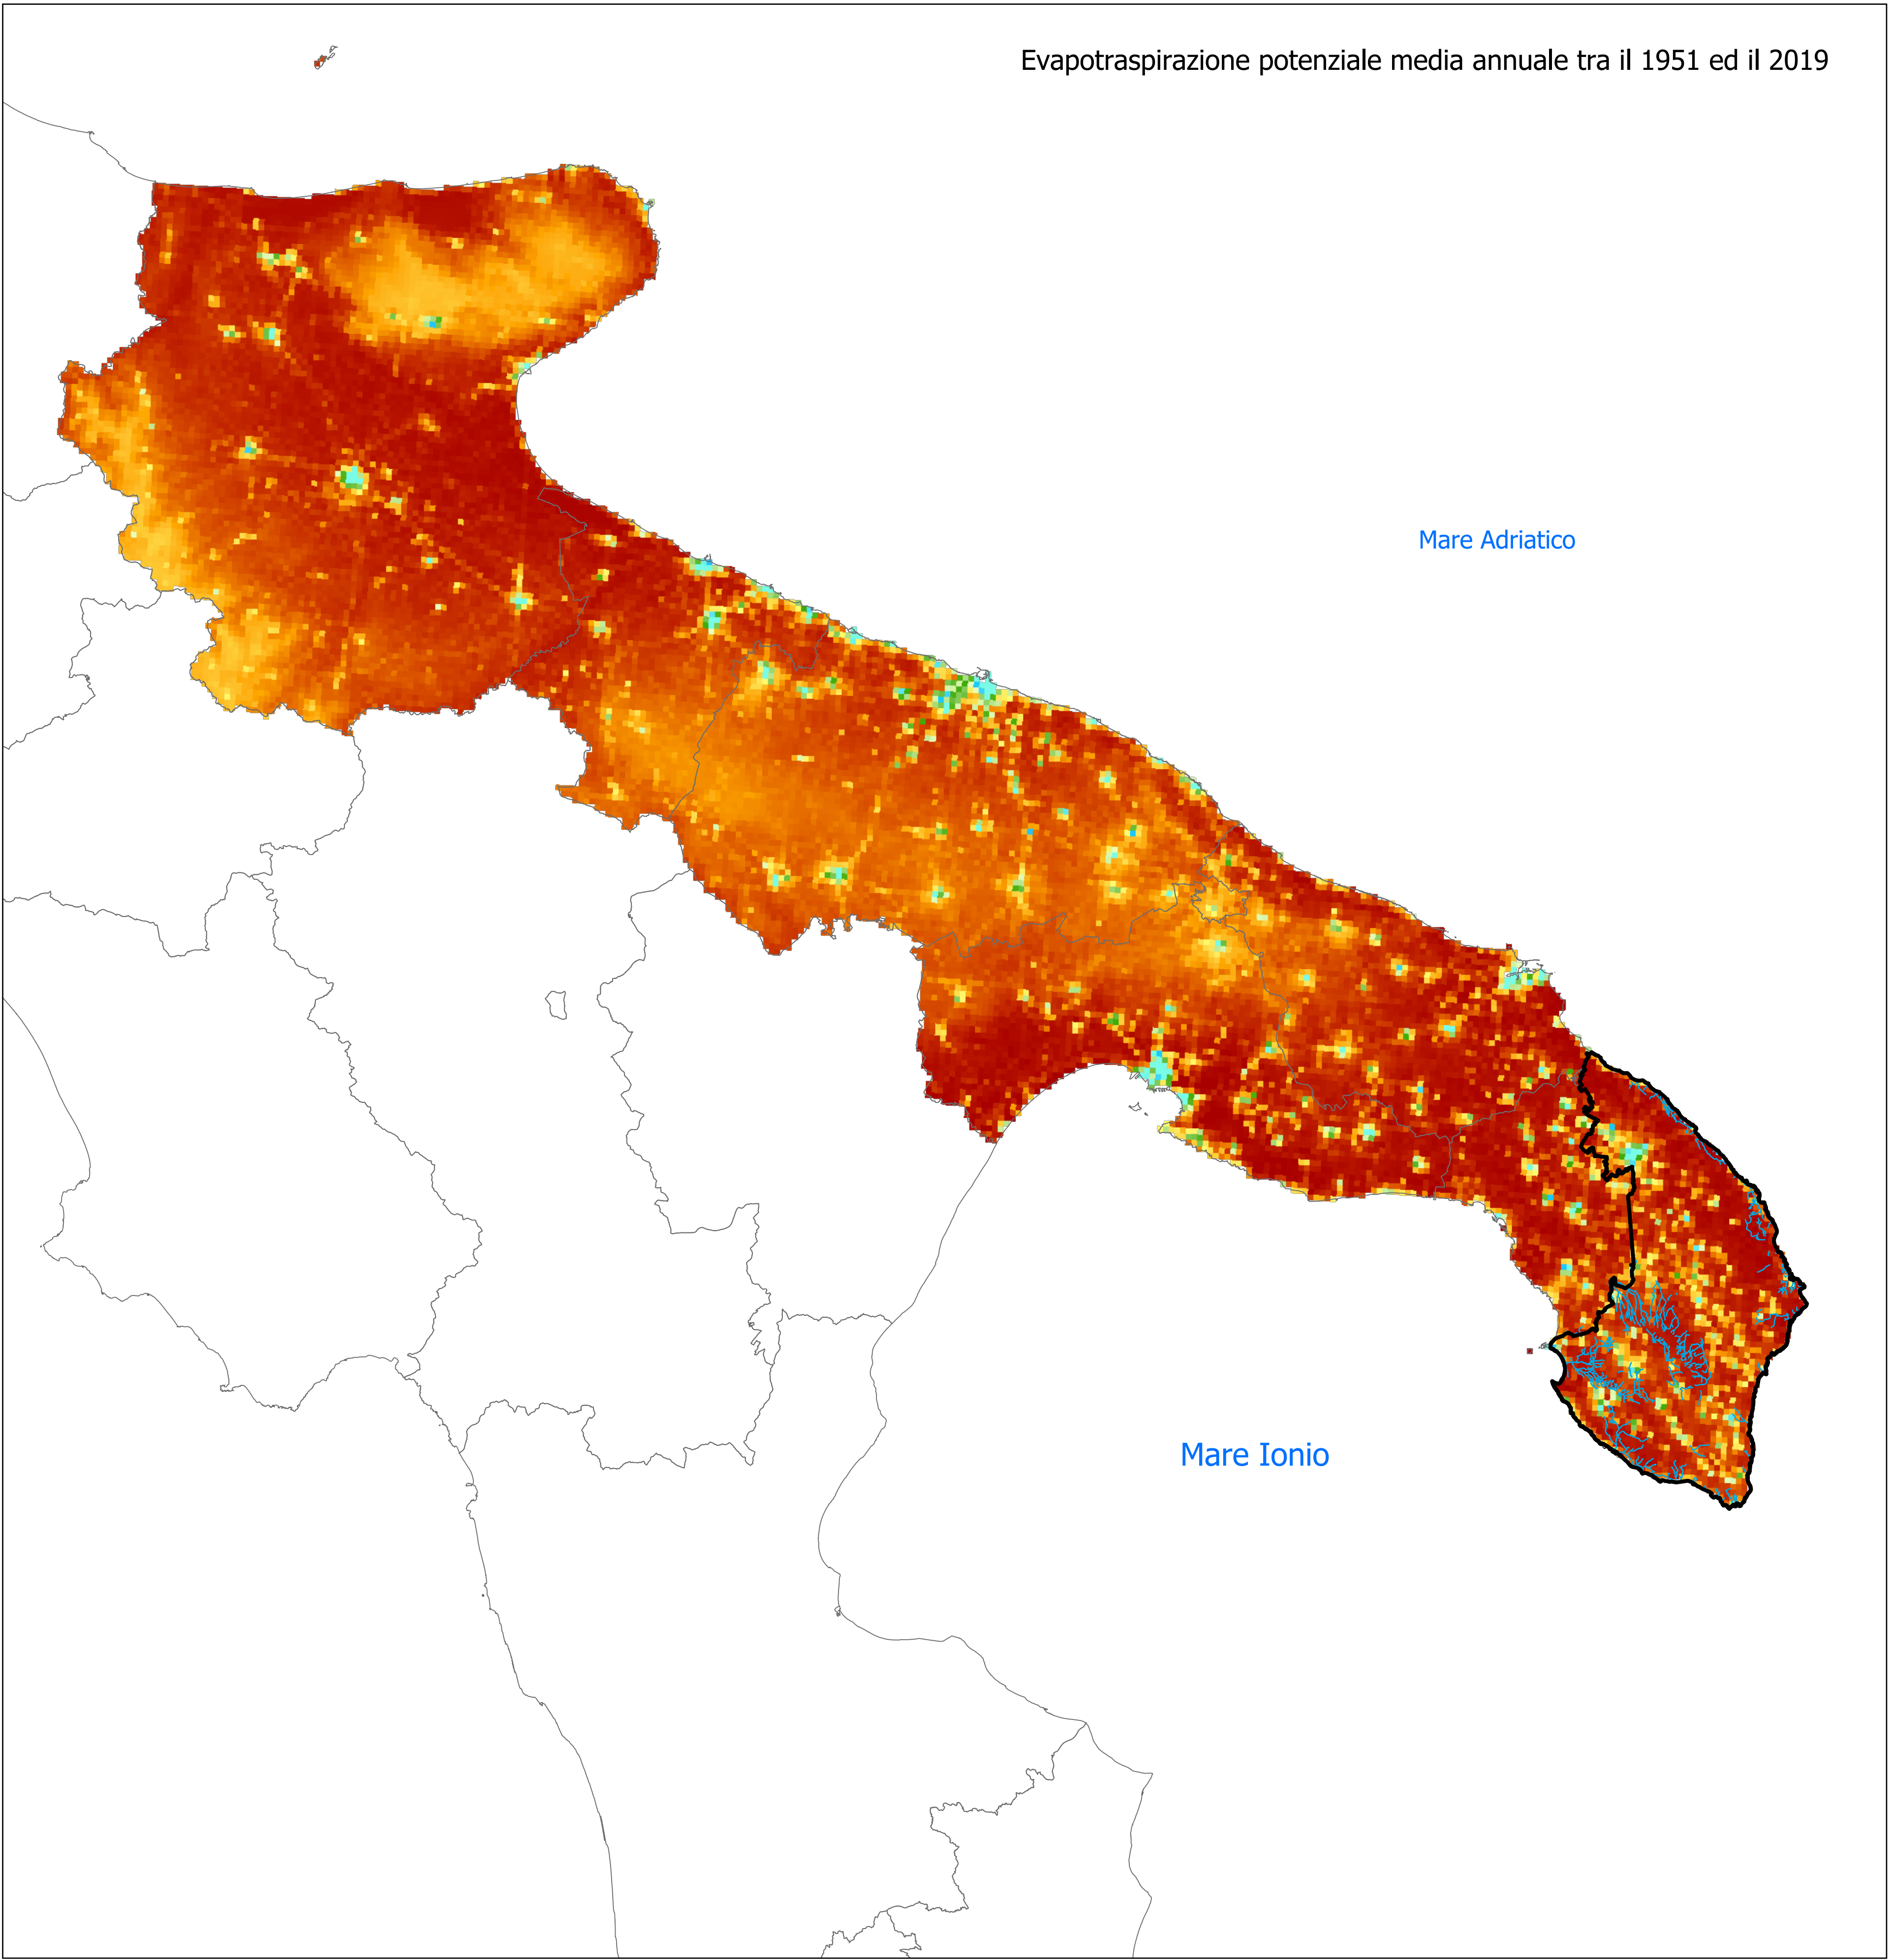 Evapotraspirazione potenziale media annuale tra il 1951 ed il 2019
Mare Adriatico
Mare Ionio